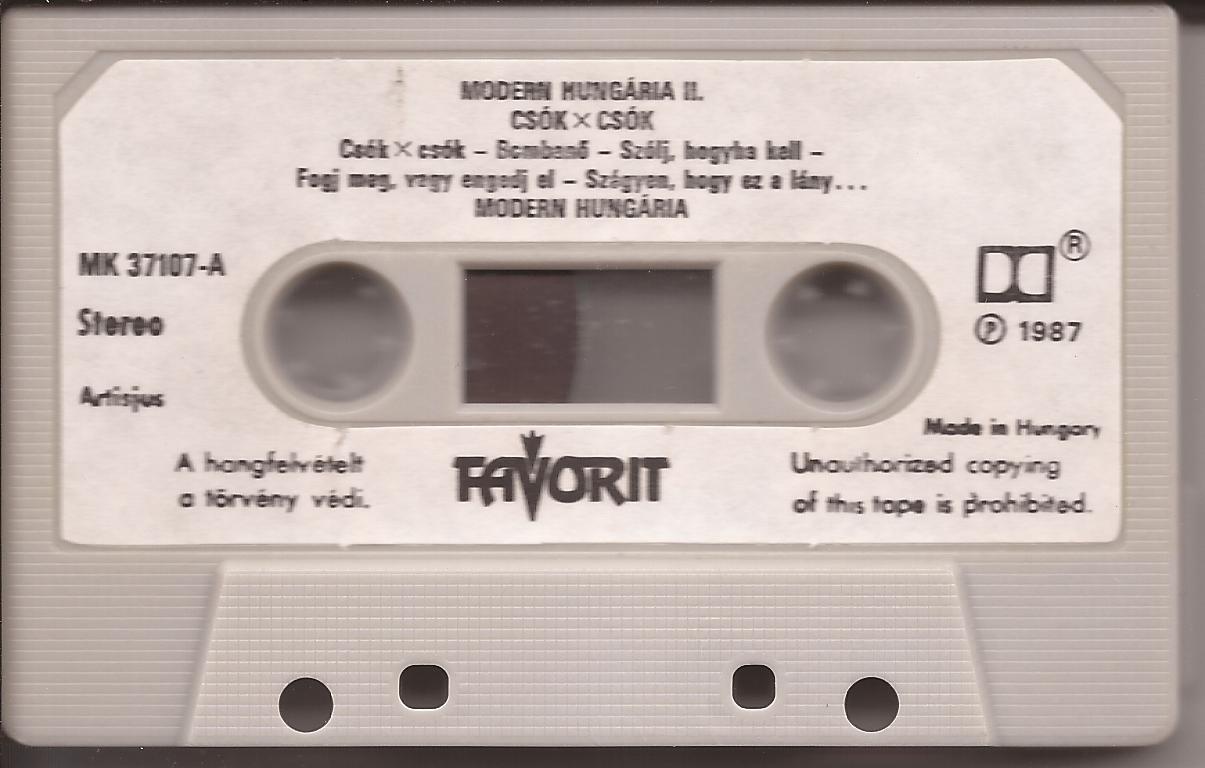 MODERN HUNGÁRIA II.
CSÓK×CSÓK
Csók×csók – Bombanő – Szólj, hogyha kell –
Fogj meg, vagy engedj el – Szégyen, hogy ez a lány...
MODERN HUNGÁRIA
MK 37107-A
Stereo
Artisjus
® 
Ⓟ 1987
Made in Hungary
A hangfelvételt
a törvény védi.
FAVORIT
Unauthorized copying
of this tape is prohibited.